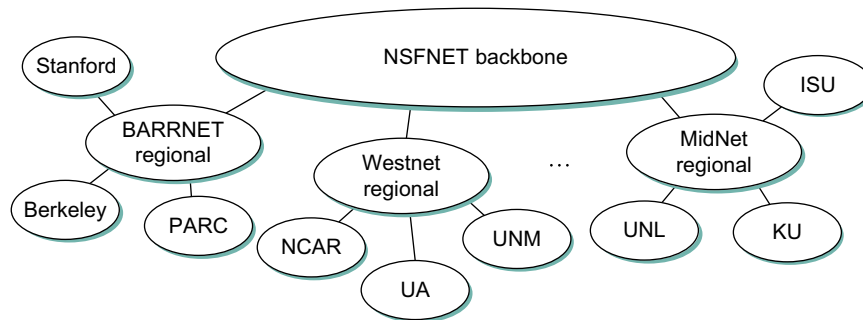 NSFNET backbone
Stanford
ISU
BARRNET
regional
MidNet
regional
Westnet
regional
...
Berkeley
PARC
NCAR
UNM
UNL
KU
UA